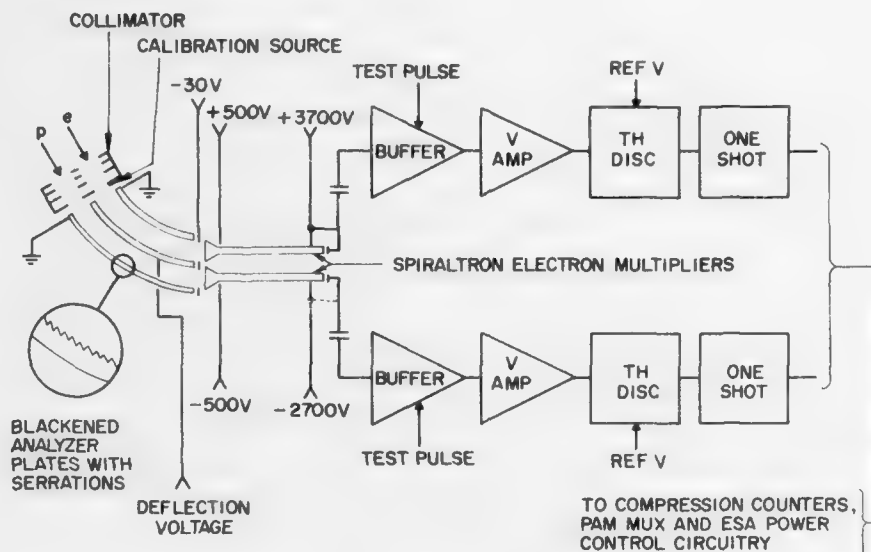 COLLIMATOR
CALIBRATION SOURCE
-30V
+500V
+3700V
TEST PULSE
REF V
p
e
BUFFER
V
AMP
TH
DISC
ONE
SHOT
SPIRALTRON ELECTRON MULTIPLIERS
BUFFER
V
AMP
TH
DISC
ONE
SHOT
-500V
-2700V
TEST PULSE
REF V
BLACKENED
ANALYZER
PLATES WITH
SERRATIONS
DEFLECTION
VOLTAGE
TO COMPRESSION COUNTERS,
PAM MUX AND ESA POWER
CONTROL CIRCUITRY